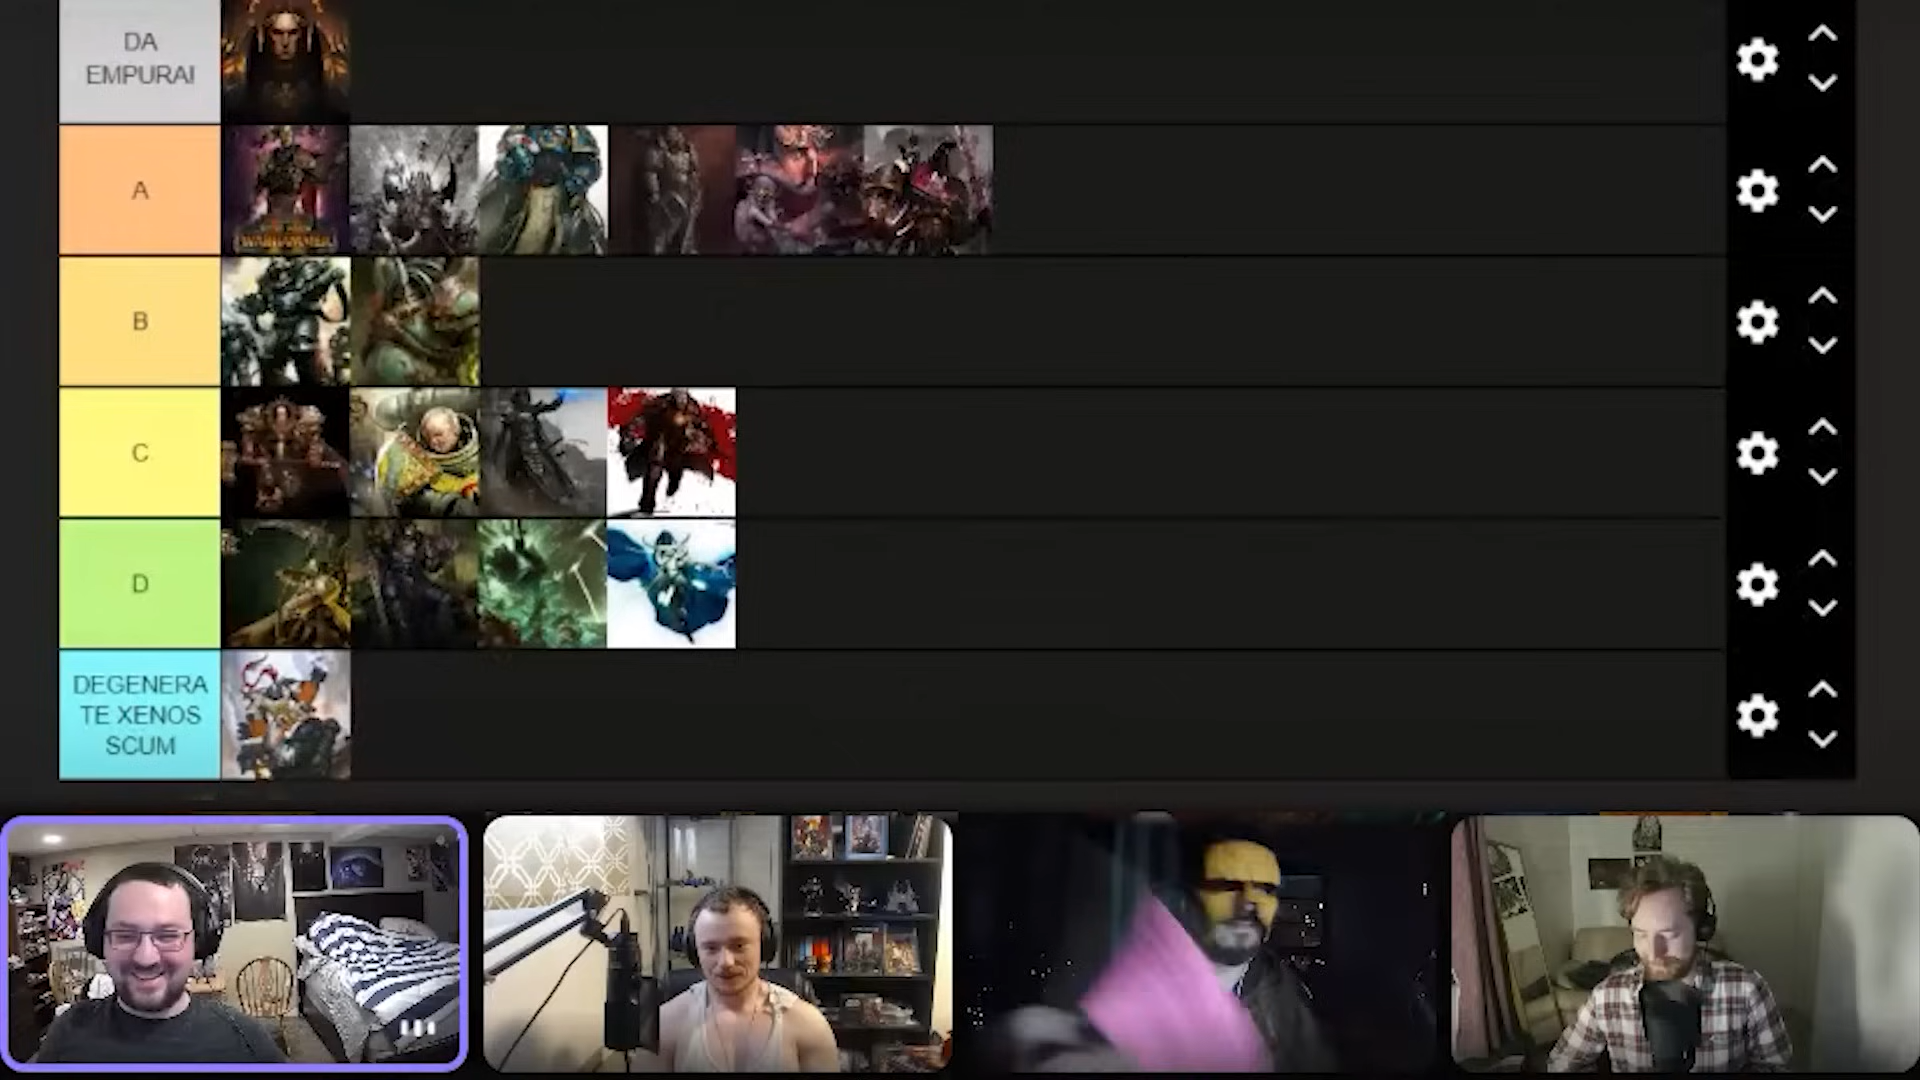 DA
EMPURAI
A
WARHAMMER
B
C
D
DEGENERA
TE XENOS
SCUM